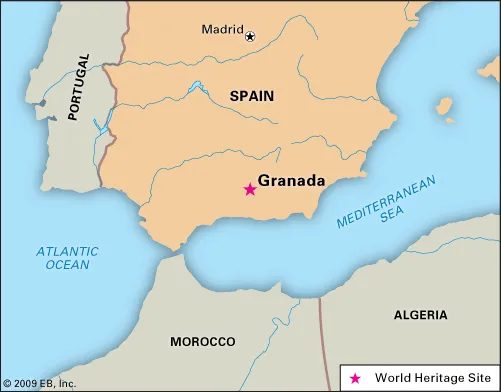 Madrid
PORTUGAL
SPAIN
Granada
MEDITERRANEAN
SEA
ATLANTIC
OCEAN
ALGERIA
MOROCCO
© 2009 EB, Inc.
World Heritage Site